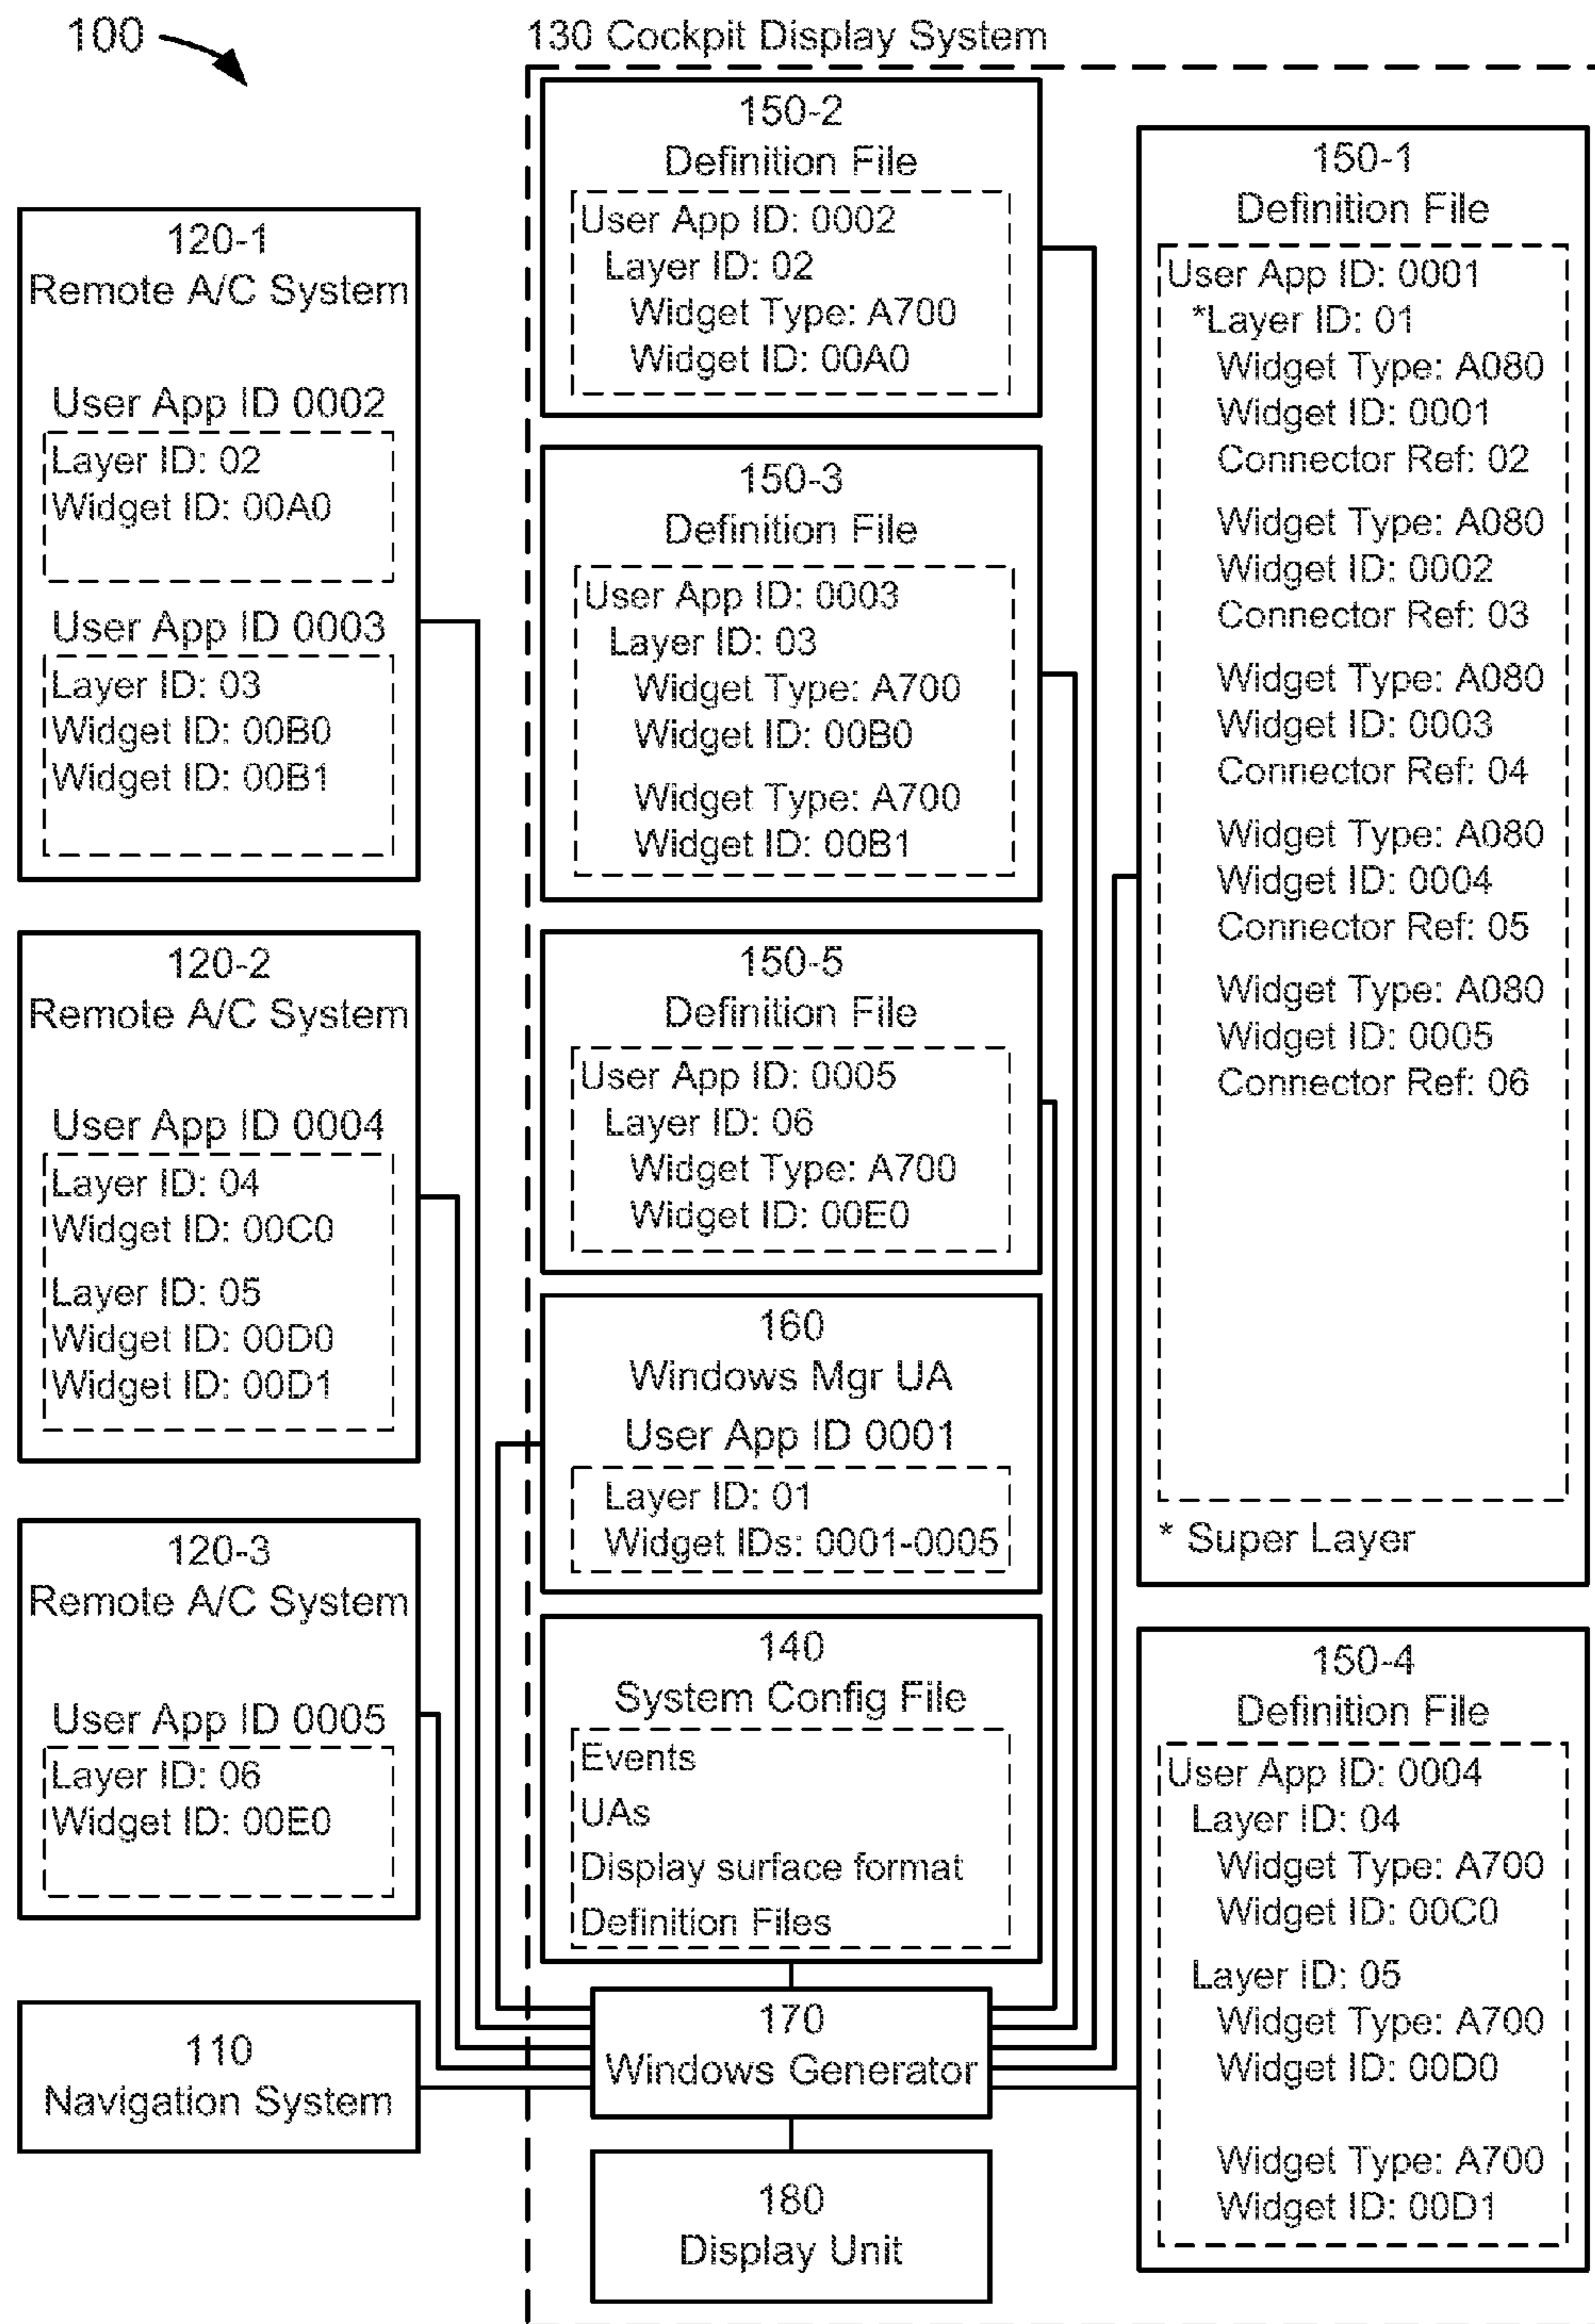 100
130 Cockpit Display System
120-1
Remote A/C System
User App ID 0002
Layer ID: 02
Widget ID: 00A0
User App ID 0003
Layer ID: 03
Widget ID: 00B0
Widget ID: 00B1
120-2
Remote A/C System
User App ID 0004
Layer ID: 04
Widget ID: 00C0
Layer ID: 05
Widget ID: 00D0
Widget ID: 00D1
120-3
Remote A/C System
User App ID 0005
Layer ID: 06
Widget ID: 00E0
110
Navigation System
150-2
Definition File
User App ID: 0002
Layer ID: 02
Widget Type: A700
Widget ID: 00A0
150-3
Definition File
User App ID: 0003
Layer ID: 03
Widget Type: A700
Widget ID: 00B0
Widget Type: A700
Widget ID: 00B1
150-5
Definition File
User App ID: 0005
Layer ID: 06
Widget Type: A700
Widget ID: 00E0
160
Windows Mgr UA
User App ID 0001
Layer ID: 01
Widget IDs: 0001-0005
140
System Config File
Events
UAs
Display surface format
Definition Files
170
Windows Generator
180
Display Unit
150-1
Definition File
User App ID: 0001
*Layer ID: 01
Widget Type: A080
Widget ID: 0001
Connector Ref: 02
Widget Type: A080
Widget ID: 0002
Connector Ref: 03
Widget Type: A080
Widget ID: 0003
Connector Ref: 04
Widget Type: A080
Widget ID: 0004
Connector Ref: 05
Widget Type: A080
Widget ID: 0005
Connector Ref: 06
* Super Layer
150-4
Definition File
User App ID: 0004
Layer ID: 04
Widget Type: A700
Widget ID: 00C0
Layer ID: 05
Widget Type: A700
Widget ID: 00D0
Widget Type: A700
Widget ID: 00D1